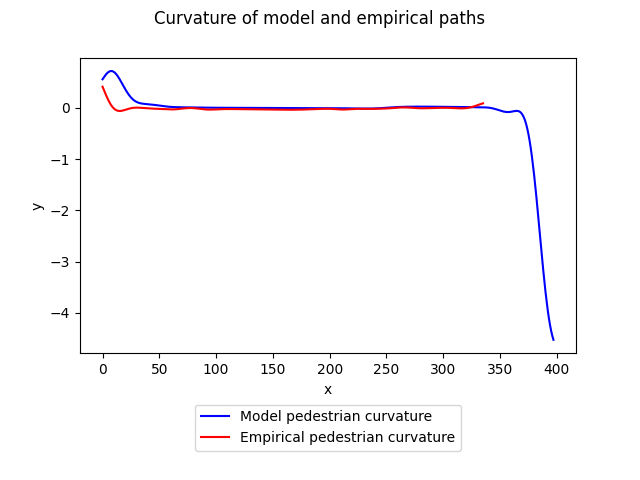 Curvature of model and empirical paths
0
−1
−2
−3
−4
y
0 50 100 150 200 250 300 350 400
x
Model pedestrian curvature
Empirical pedestrian curvature